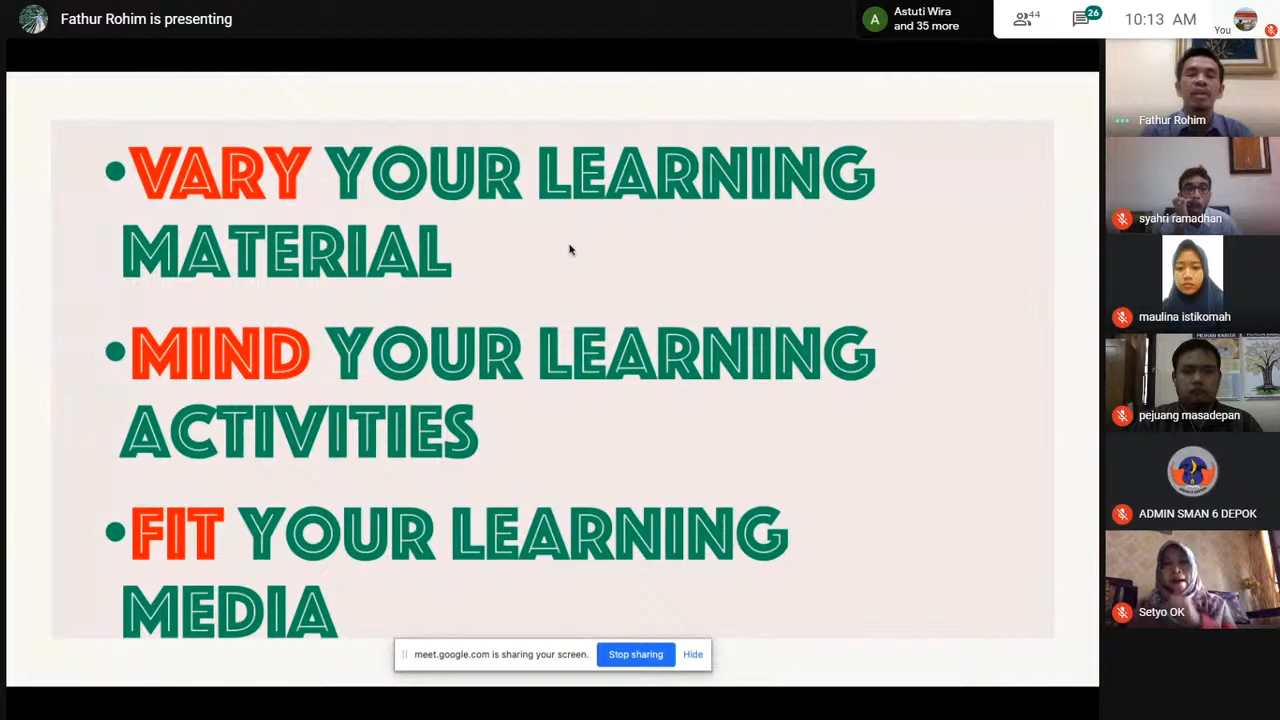 Fathur Rohim is presenting
A
Astuti Wira
and 35 more
44
26
10:13 AM
You
•VARY YOUR LEARNING
MATERIAL
•MIND YOUR LEARNING
ACTIVITIES
•FIT YOUR LEARNING
MEDIA
meet.google.com is sharing your screen.
Stop sharing
Hide
Fathur Rohim
syahri ramadhan
maulina istikomah
pejuang masadepan
ADMIN SMAN 6 DEPOK
Setyo OK